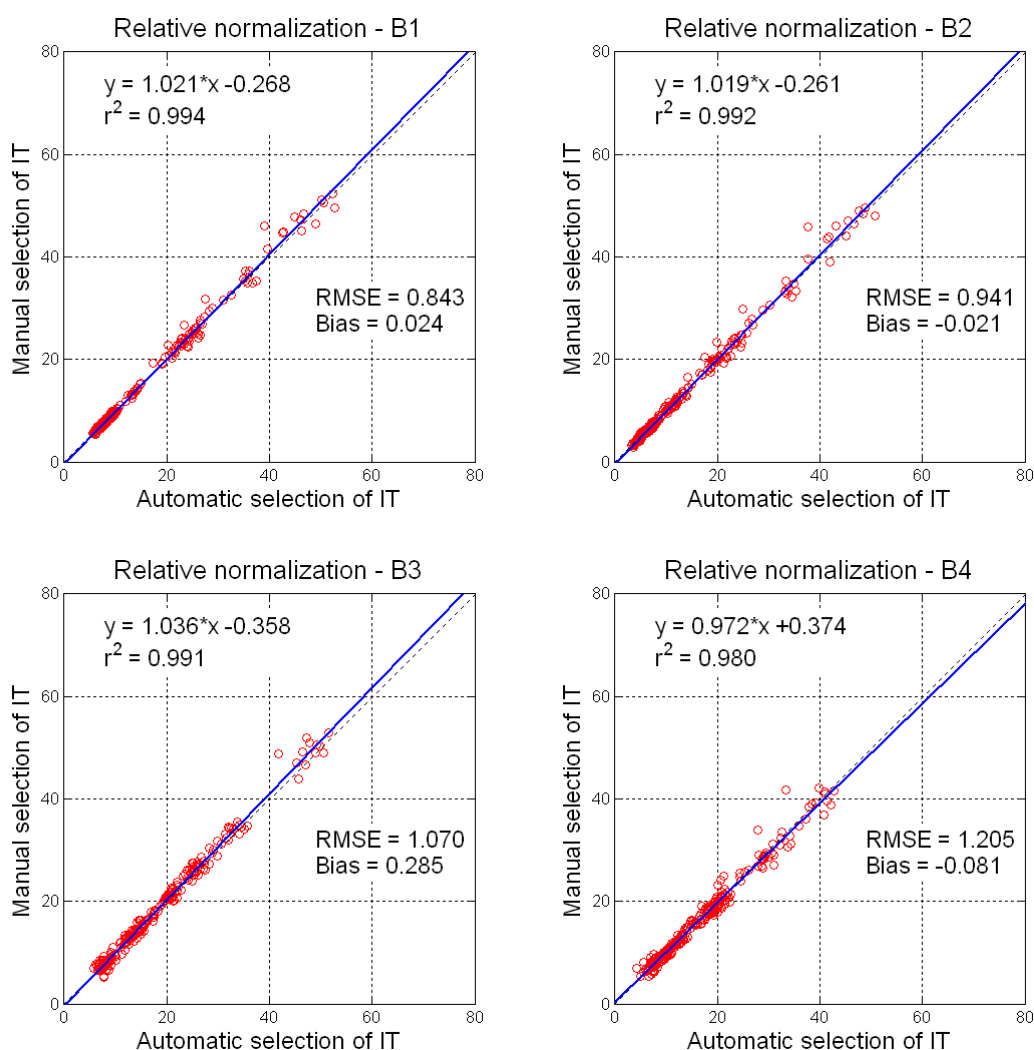 Relative normalization - B1
80
60
40
20
0
0 20 40 60 80
Manual selection of IT
Automatic selection of IT
y = 1.021*x -0.268
r² = 0.994
RMSE = 0.843
Bias = 0.024
Relative normalization - B2
80
60
40
20
0
0 20 40 60 80
Manual selection of IT
Automatic selection of IT
y = 1.019*x -0.261
r² = 0.992
RMSE = 0.941
Bias = -0.021
Relative normalization - B3
80
60
40
20
0
0 20 40 60 80
Manual selection of IT
Automatic selection of IT
y = 1.036*x -0.358
r² = 0.991
RMSE = 1.070
Bias = 0.285
Relative normalization - B4
80
60
40
20
0
0 20 40 60 80
Manual selection of IT
Automatic selection of IT
y = 0.972*x +0.374
r² = 0.980
RMSE = 1.205
Bias = -0.081